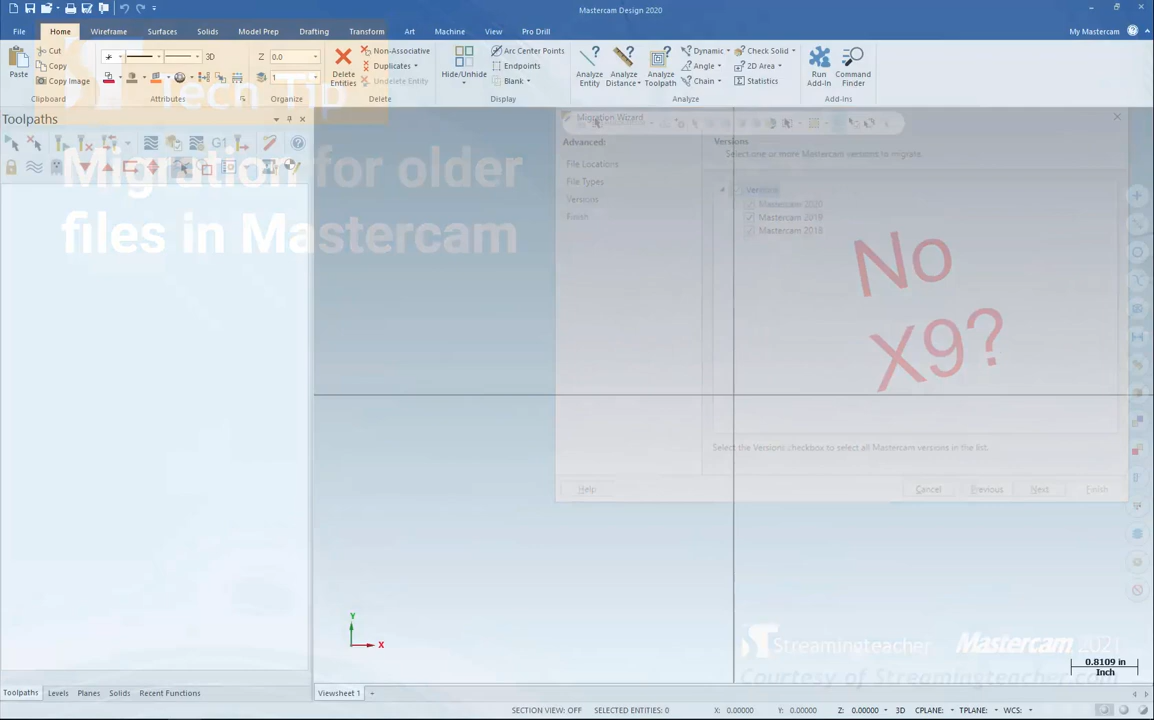 Mastercam Design 2020
File Home Wireframe Surfaces Solids Model Prep Drafting Transform Art Machine View Pro Drill My Mastercam
Paste
Cut
Copy
Copy Image
Clipboard
3D
Attributes
Z 0.0
1
Organize
Delete
Entities
Non-Associative
Duplicates
Undelete Entity
Delete
Hide/Unhide
Arc Center Points
Endpoints
Blank
Display
Analyze
Entity
Analyze
Distance
Analyze
Toolpath
Dynamic
Angle
Chain
Check Solid
2D Area
Statistics
Analyze
Run
Add-In
Command
Finder
Add-Ins
Tech Tip
Migration for older
files in Mastercam
Toolpaths
G1
Migration Wizard
Advanced:
File Locations
File Types
Versions
Finish
Versions
Select one or more Mastercam versions to migrate.
Versions
Mastercam 2020
Mastercam 2019
Mastercam 2018
No
X9?
Select the Versions checkbox to select all Mastercam versions in the list.
Help Cancel Previous Next Finish
Y
X
Streamingteacher Mastercam 2021
Courtesy of Streamingteacher.com
0.8109 in
Inch
Toolpaths Levels Planes Solids Recent Functions
Viewsheet 1 +
SECTION VIEW: OFF SELECTED ENTITIES: 0 X: 0.00000 Y: 0.00000 Z: 0.00000 3D CPLANE: TPLANE: WCS: